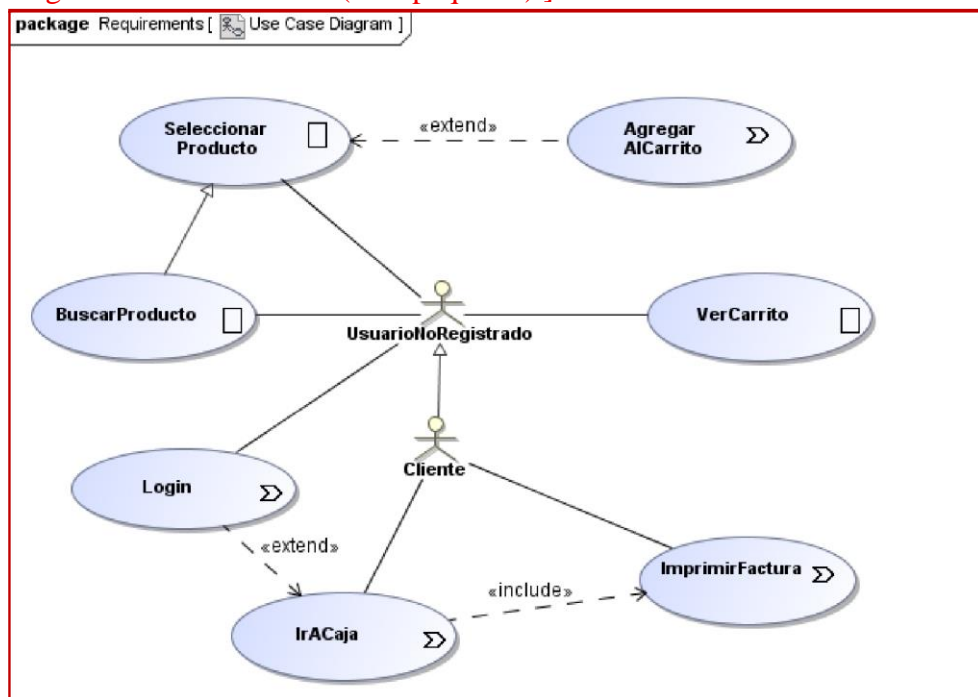 package Requirements [ Use Case Diagram ]
Seleccionar
Producto
«extend»
Agregar
AlCarrito
BuscarProducto
UsuarioNoRegistrado
VerCarrito
Login
Cliente
«extend»
IrACaja
«include»
ImprimirFactura